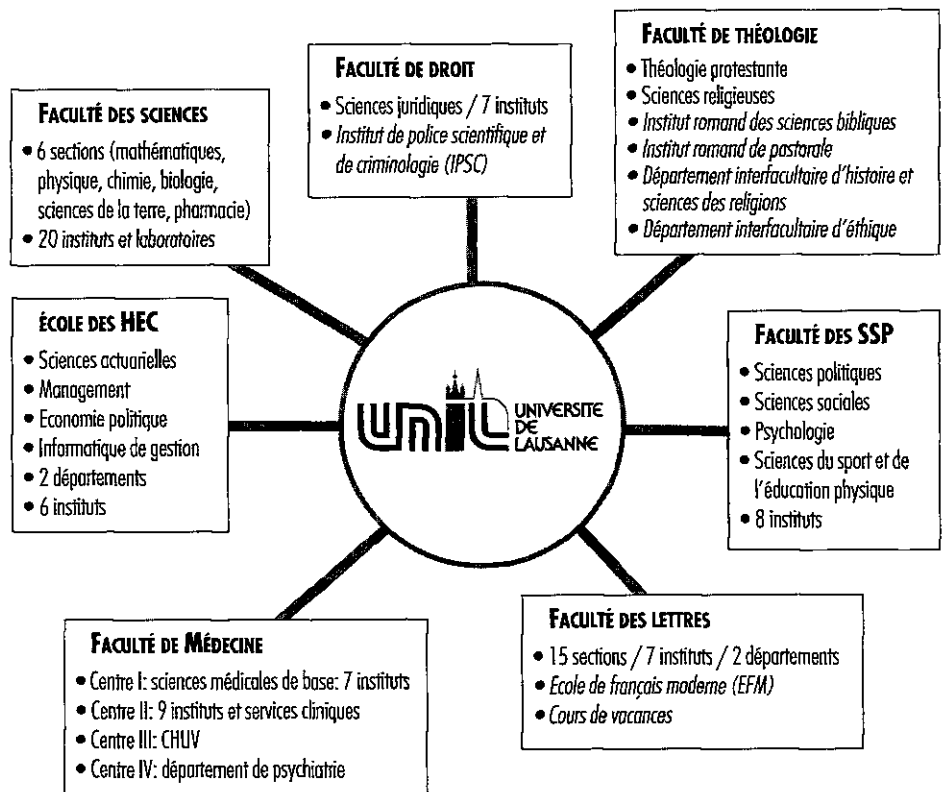 FACULTÉ DE THÉOLOGIE
• Théologie protestante
• Sciences religieuses
• Institut romand des sciences bibliques
• Institut romand de pastorale
• Département interfacultaire d'histoire et
sciences des religions
• Département interfacultaire d'éthique
FACULTÉ DE DROIT
• Sciences juridiques / 7 instituts
• Institut de police scientifique et
de criminologie (IPSC)
FACULTÉ DES SCIENCES
• 6 sections (mathématiques,
physique, chimie, biologie,
sciences de la terre, pharmacie)
• 20 instituts et laboratoires
ÉCOLE DES HEC
• Sciences actuarielles
• Management
• Economie politique
• Informatique de gestion
• 2 départements
• 6 instituts
unil UNIVERSITE
DE
LAUSANNE
FACULTÉ DES SSP
• Sciences politiques
• Sciences sociales
• Psychologie
• Sciences du sport et de
l'éducation physique
• 8 instituts
FACULTÉ DE MÉDECINE
• Centre I: sciences médicales de base: 7 instituts
• Centre II: 9 instituts et services cliniques
• Centre III: CHUV
• Centre IV: département de psychiatrie
FACULTÉ DES LETTRES
• 15 sections / 7 instituts / 2 départements
• Ecole de français moderne (EFM)
• Cours de vacances